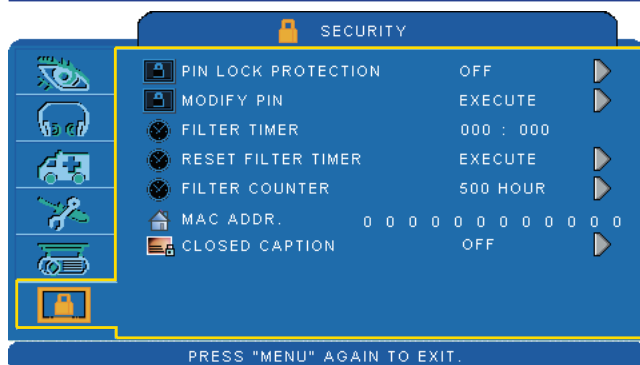 SECURITY
PIN LOCK PROTECTION OFF
MODIFY PIN EXECUTE
FILTER TIMER 000 : 000
RESET FILTER TIMER EXECUTE
FILTER COUNTER 500 HOUR
MAC ADDR. 0 0 0 0 0 0 0 0 0 0 0 0
CLOSED CAPTION OFF
PRESS "MENU" AGAIN TO EXIT.